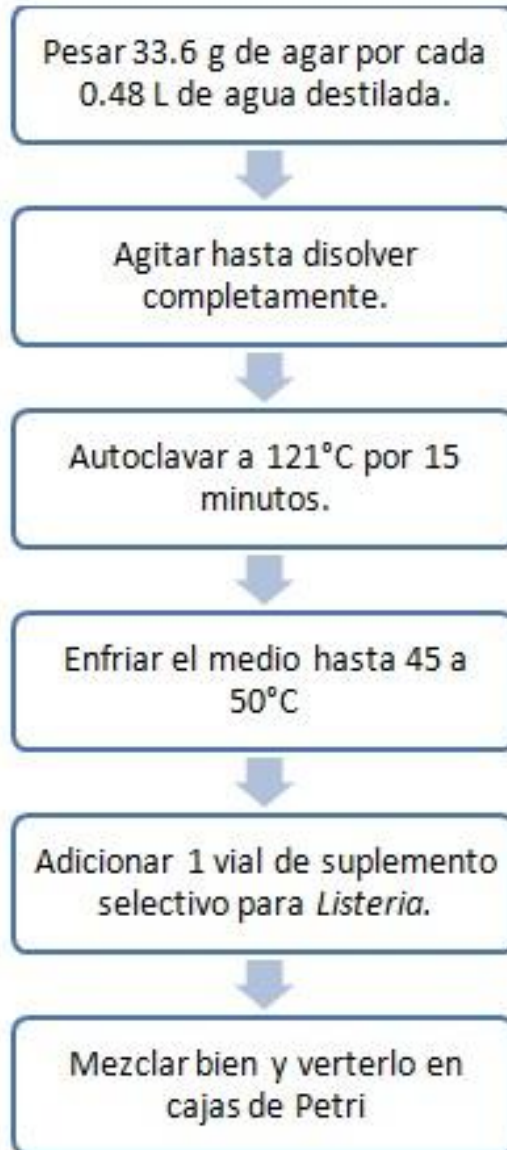 Pesar 33.6 g de agar por cada
0.48 L de agua destilada.
Agitar hasta disolver
completamente.
Autoclavar a 121°C por 15
minutos.
Enfriar el medio hasta 45 a
50°C
Adicionar 1 vial de suplemento
selectivo para Listeria.
Mezclar bien y verterlo en
cajas de Petri